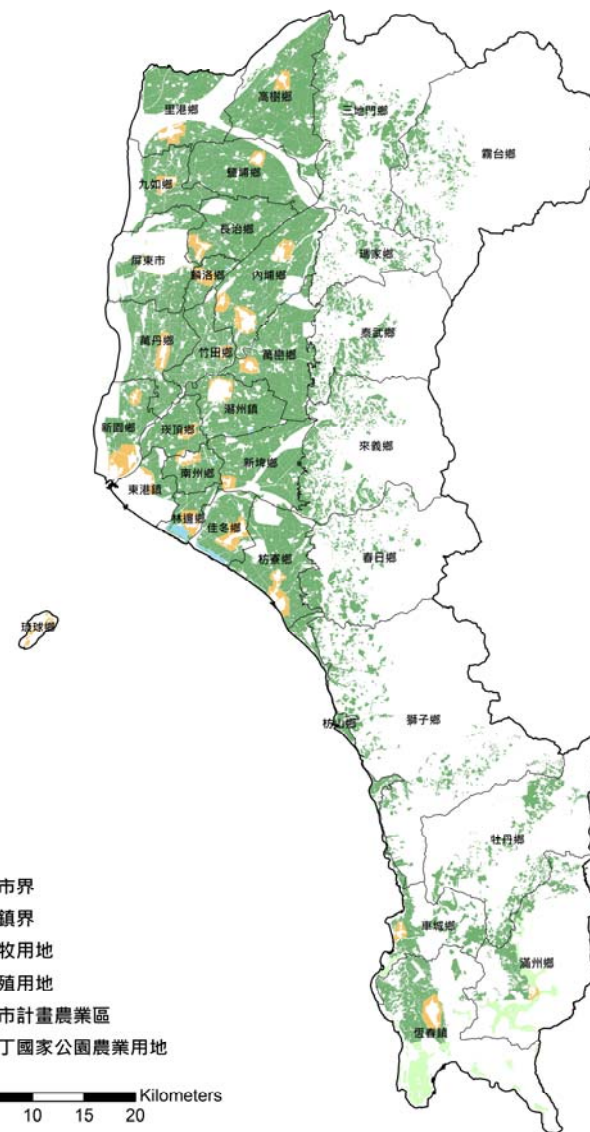 高樹鄉
里港鄉
三地門鄉
霧台鄉
鹽埔鄉
九如鄉
長治鄉
屏東市
瑪家鄉
麟洛鄉
內埔鄉
泰武鄉
萬丹鄉
竹田鄉
萬巒鄉
潮州鎮
新園鄉
崁頂鄉
來義鄉
新埤鄉
南州鄉
東港鎮
林邊鄉
佳冬鄉
枋寮鄉
春日鄉
琉球鄉
獅子鄉
枋山鄉
牡丹鄉
車城鄉
滿州鄉
恆春鎮
市界
鎮界
牧用地
殖用地
市計畫農業區
丁國家公園農業用地
Kilometers
10 15 20